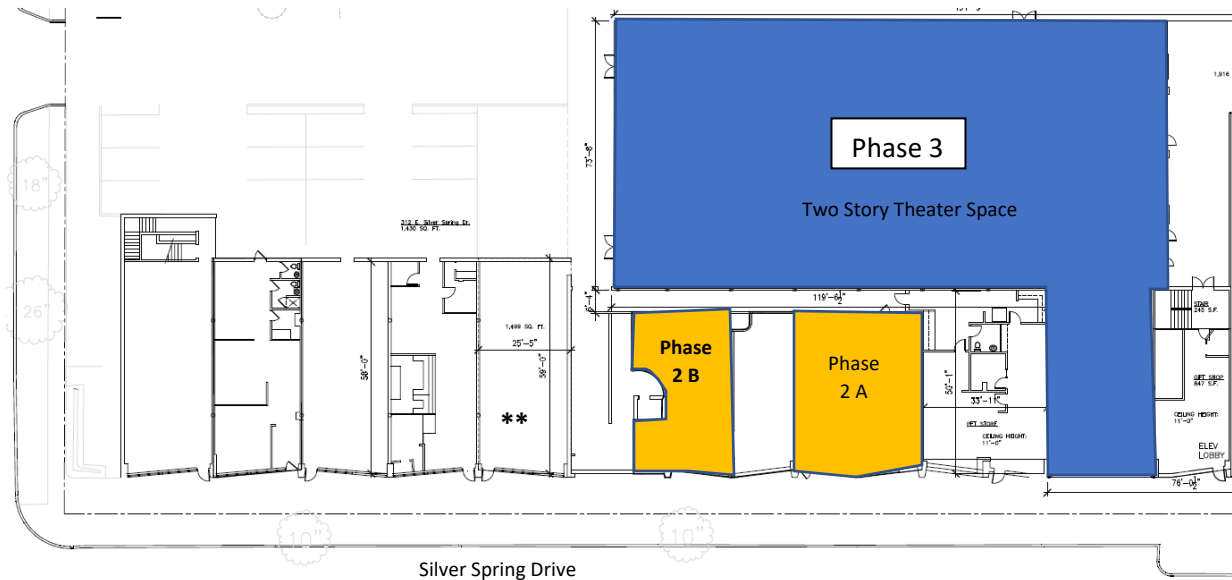 1,916
Phase 3
73'-8"
18"
Two Story Theater Space
312 E. Silver Spring Dr.
1,430 SQ. FT.
26"
119'-6½"
STAIR
245 S.F.
1,499 SQ. FT.
25'-5"
Phase
2 B
Phase
2 A
58'-0"
59'-0"
50'-1"
GIFT SHOP
847 S.F.
33'-11"
**
PET STORE
CEILING HEIGHT:
11'-0"
CEILING HEIGHT:
11'-0"
ELEV
LOBBY
76'-0½"
10"
10"
Silver Spring Drive